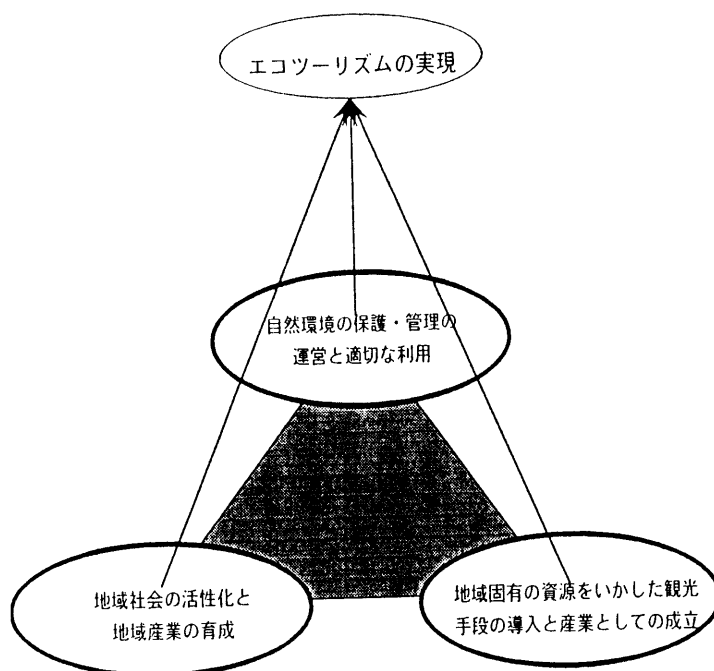 エコツーリズムの実現
自然環境の保護・管理の
運営と適切な利用
地域社会の活性化と
地域産業の育成
地域固有の資源をいかした観光
手段の導入と産業としての成立